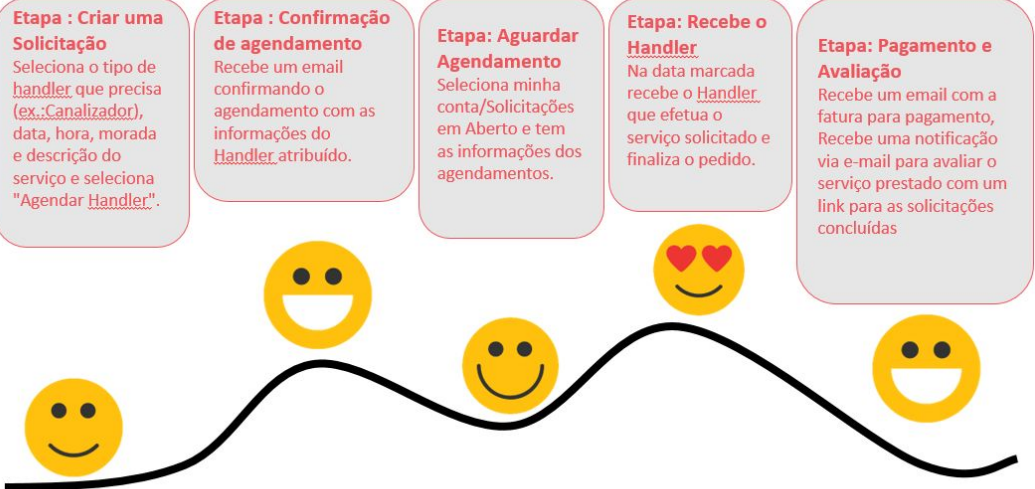 Etapa : Criar uma
Solicitação
Seleciona o tipo de
handler que precisa
(ex.:Canalizador),
data, hora, morada
e descrição do
serviço e seleciona
"Agendar Handler".
Etapa : Confirmação
de agendamento
Recebe um email
confirmando o
agendamento com as
informações do
Handler atribuído.
Etapa: Aguardar
Agendamento
Seleciona minha
conta/Solicitações
em Aberto e tem
as informações dos
agendamentos.
Etapa: Recebe o
Handler
Na data marcada
recebe o Handler
que efetua o
serviço solicitado e
finaliza o pedido.
Etapa: Pagamento e
Avaliação
Recebe um email com a
fatura para pagamento,
Recebe uma notificação
via e-mail para avaliar o
serviço prestado com um
link para as solicitações
concluídas